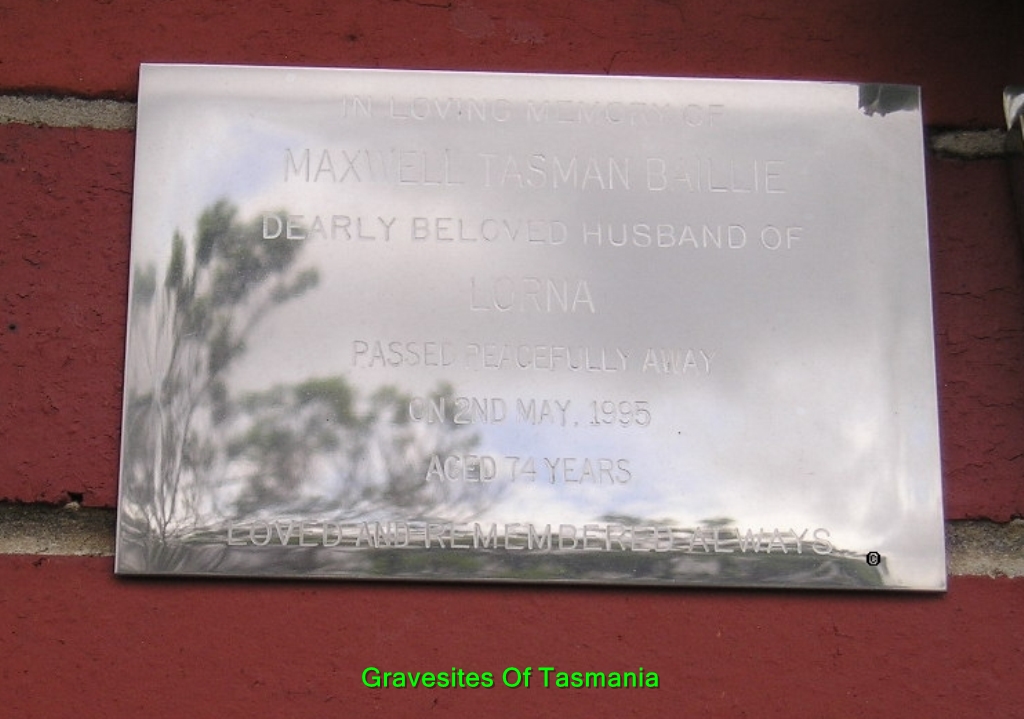 IN LOVING MEMORY OF
MAXWELL TASMAN BAILLIE
DEARLY BELOVED HUSBAND OF
LORNA
PASSED PEACEFULLY AWAY
ON 2ND MAY, 1995
AGED 74 YEARS
LOVED AND REMEMBERED ALWAYS
©
Gravesites Of Tasmania